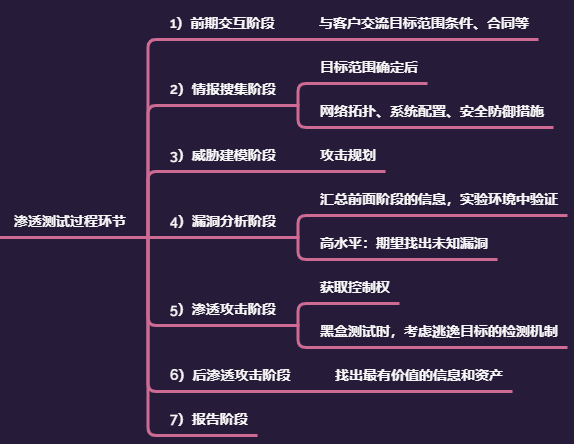 1）前期交互阶段
与客户交流目标范围条件、合同等
目标范围确定后
2）情报搜集阶段
网络拓扑、系统配置、安全防御措施
3）威胁建模阶段
攻击规划
汇总前面阶段的信息，实验环境中验证
渗透测试过程环节
4）漏洞分析阶段
高水平：期望找出未知漏洞
获取控制权
5）渗透攻击阶段
黑盒测试时，考虑逃逸目标的检测机制
6）后渗透攻击阶段
找出最有价值的信息和资产
7）报告阶段